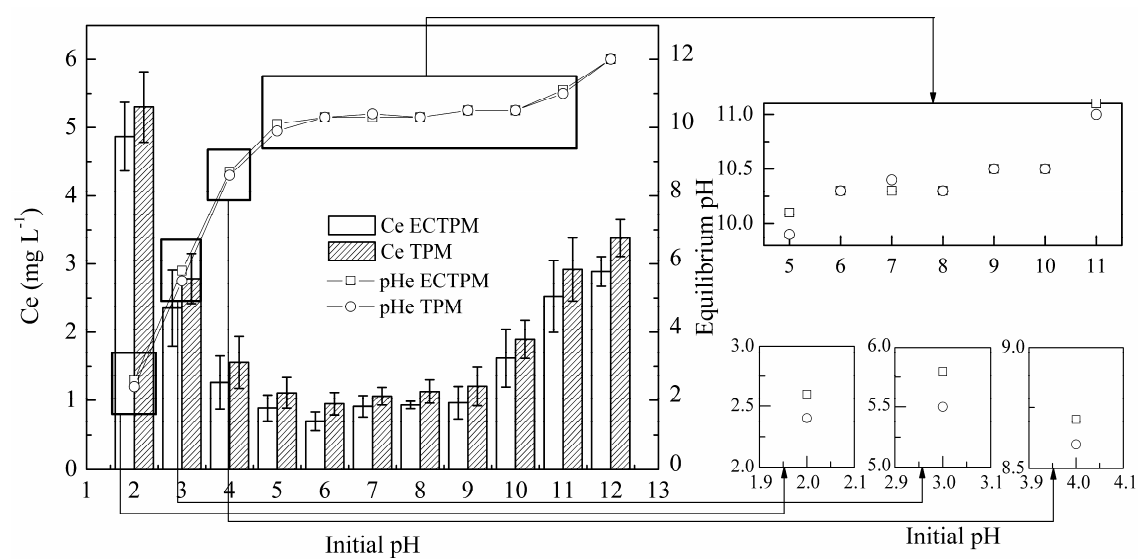 6
5
4
3
2
1
0
Ce (mg L⁻¹)
12
10
8
6
4
2
0
Equilibrium pH
Ce ECTPM
Ce TPM
pHe ECTPM
pHe TPM
1 2 3 4 5 6 7 8 9 10 11 12 13
Initial pH
11.0
10.5
10.0
5 6 7 8 9 10 11
3.0
2.5
2.0
1.9 2.0 2.1
6.0
5.5
5.0
2.9 3.0 3.1
9.0
8.5
3.9 4.0 4.1
Initial pH